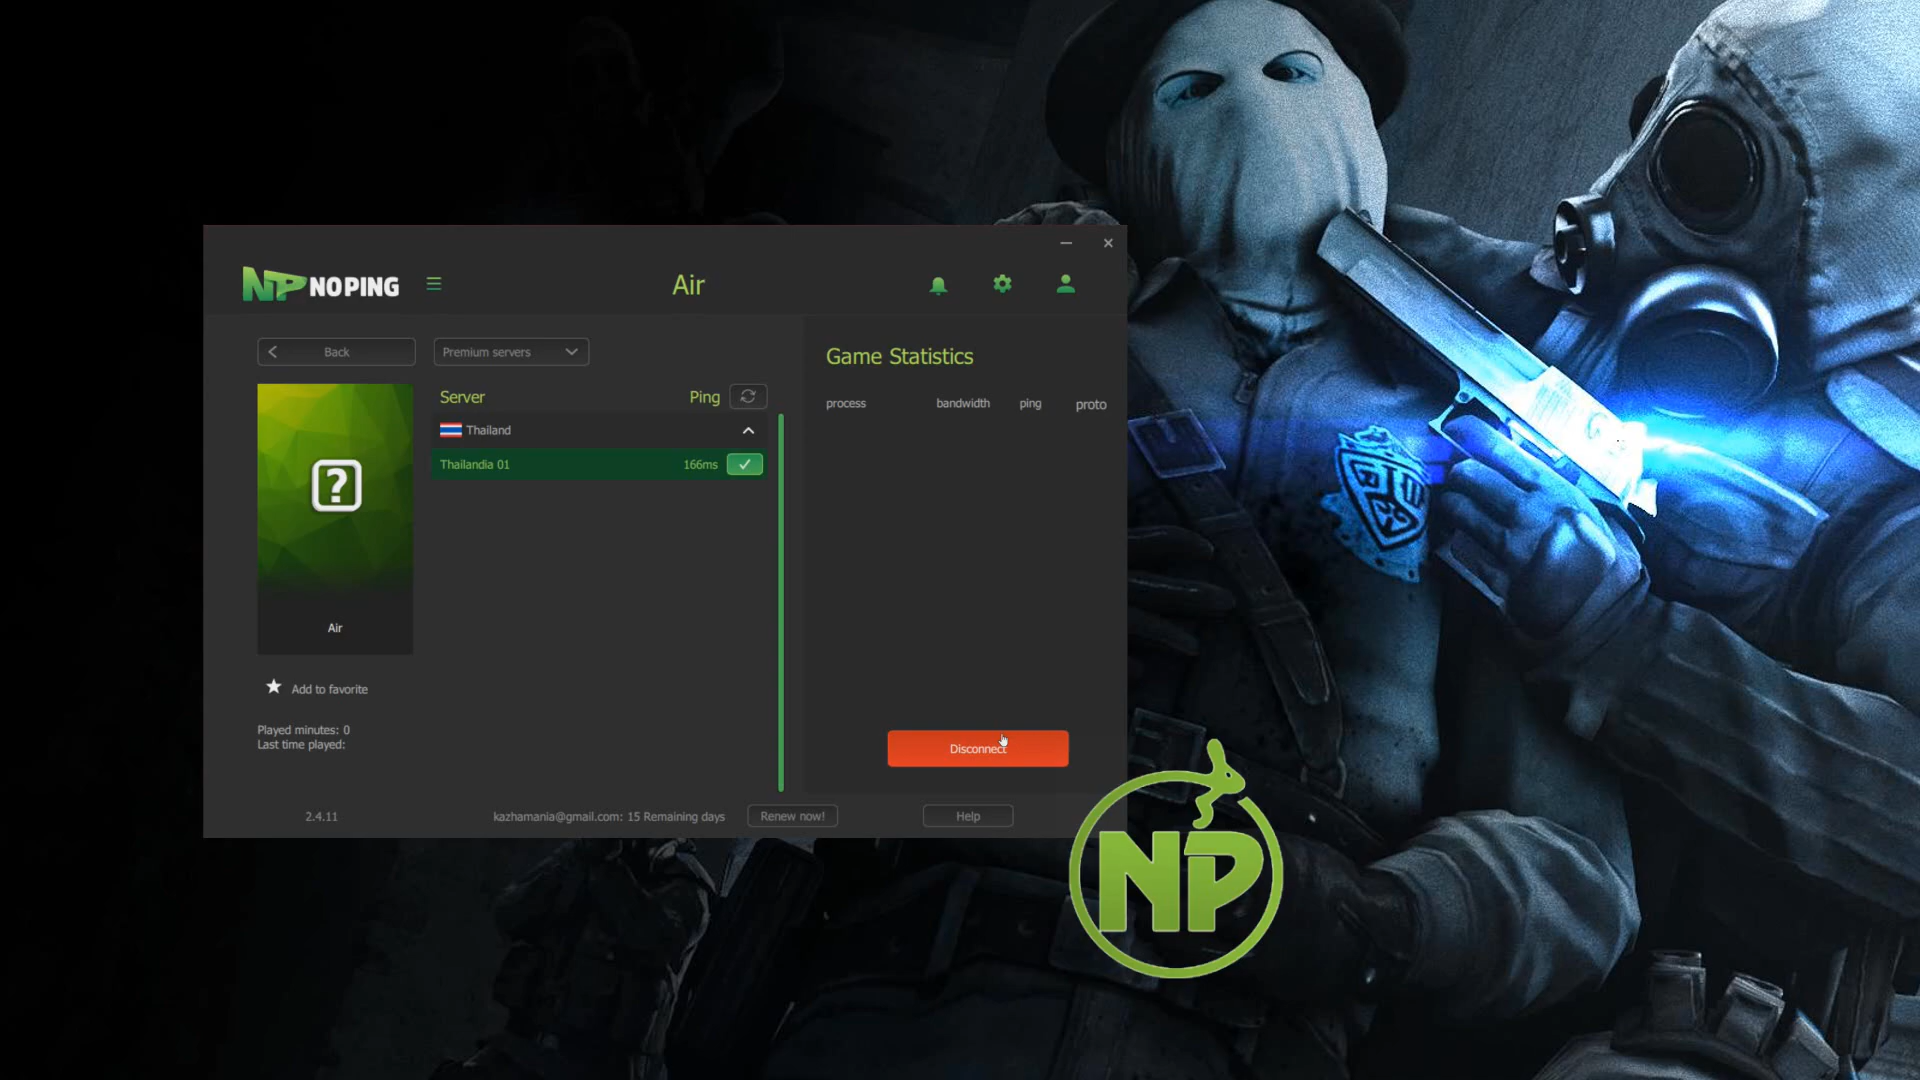 NP NOPING
Air
Back
Premium servers
Server Ping
Thailand
Thailandia 01 166ms
Air
Add to favorite
Played minutes: 0
Last time played:
Game Statistics
process bandwidth ping proto
Disconnect
2.4.11
kazhamania@gmail.com: 15 Remaining days
Renew now!
Help
NP